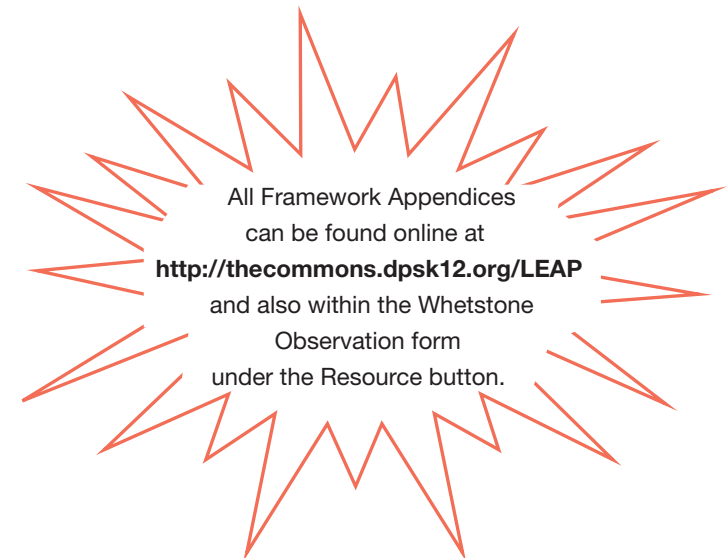 All Framework Appendices
can be found online at
http://thecommons.dpsk12.org/LEAP
and also within the Whetstone
Observation form
under the Resource button.